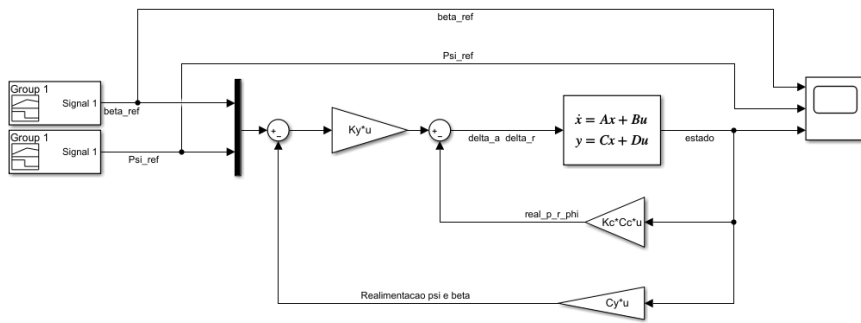 beta_ref
Psi_ref
Group 1
Signal 1
beta_ref
Group 1
Signal 1
Psi_ref
+
−
Ky*u
+
−
delta_a delta_r
ẋ = Ax + Bu
y = Cx + Du
estado
real_p_r_phi
Kc*Cc*u
Realimentacao psi e beta
Cy*u